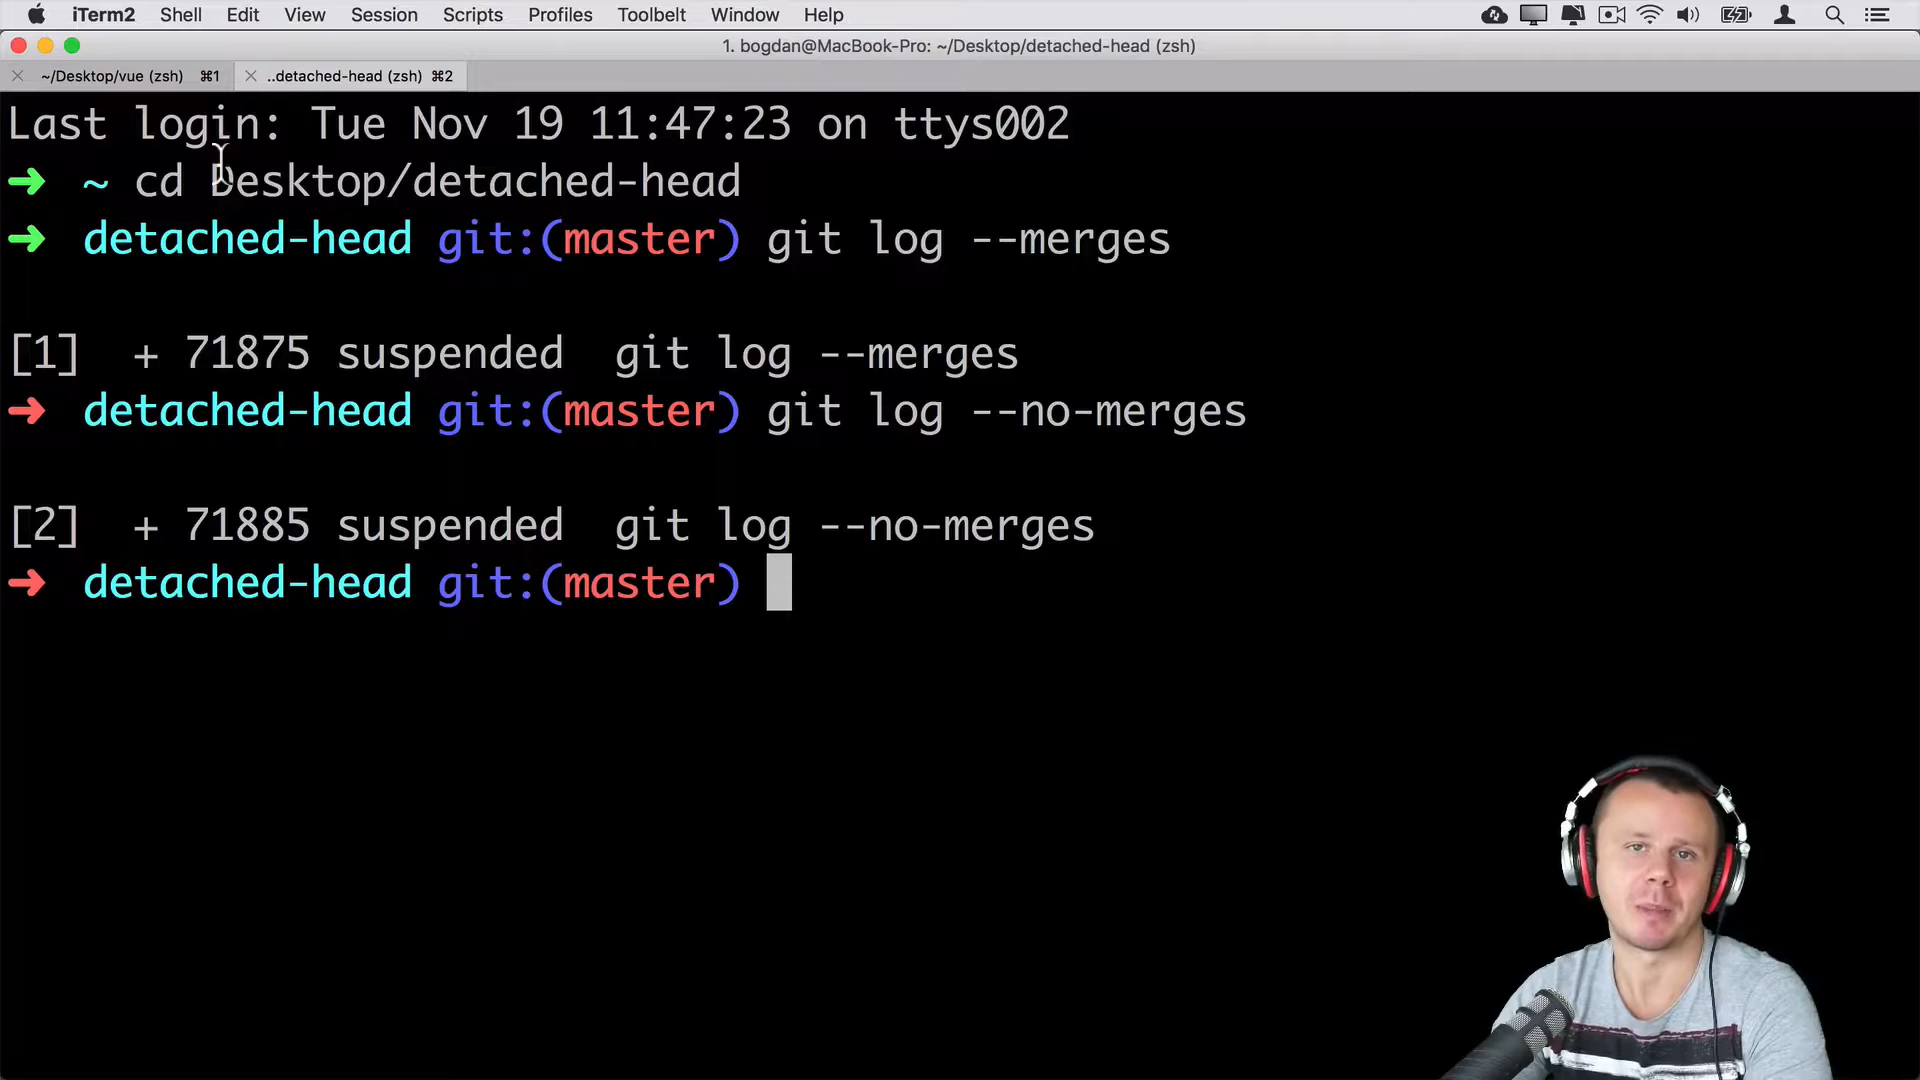 iTerm2 Shell Edit View Session Scripts Profiles Toolbelt Window Help
1. bogdan@MacBook-Pro: ~/Desktop/detached-head (zsh)
~/Desktop/vue (zsh) ⌘1 ..detached-head (zsh) ⌘2
Last login: Tue Nov 19 11:47:23 on ttys002
➜ ~ cd Desktop/detached-head
➜ detached-head git:(master) git log --merges
[1] + 71875 suspended git log --merges
➜ detached-head git:(master) git log --no-merges
[2] + 71885 suspended git log --no-merges
➜ detached-head git:(master)